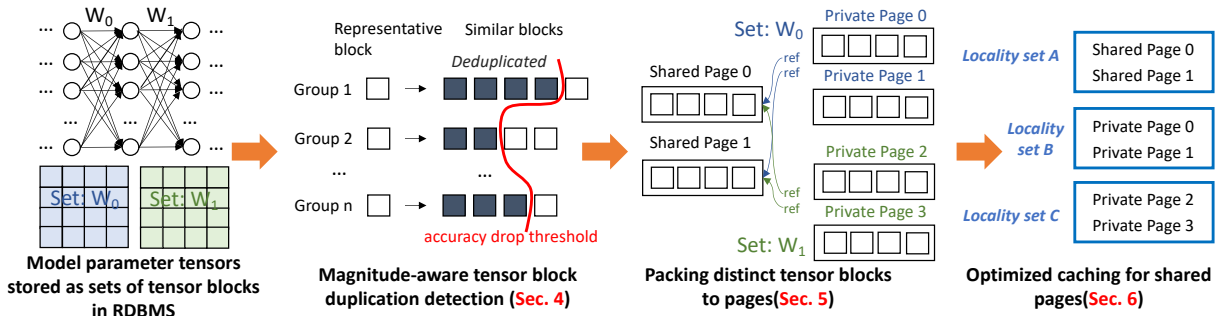 W0 W1
... ...
... ...
... ...
... ...
... ...
Set: W0 Set: W1
Model parameter tensors
stored as sets of tensor blocks
in RDBMS
Representative
block
Similar blocks
Deduplicated
Group 1
Group 2
... ...
Group n
accuracy drop threshold
Magnitude-aware tensor block
duplication detection (Sec. 4)
Set: W0
Private Page 0
ref
ref
Shared Page 0
Private Page 1
Shared Page 1
Private Page 2
ref
ref
Private Page 3
Set: W1
Packing distinct tensor blocks
to pages(Sec. 5)
Locality set A
Shared Page 0
Shared Page 1
Locality
set B
Private Page 0
Private Page 1
Locality set C
Private Page 2
Private Page 3
Optimized caching for shared
pages(Sec. 6)